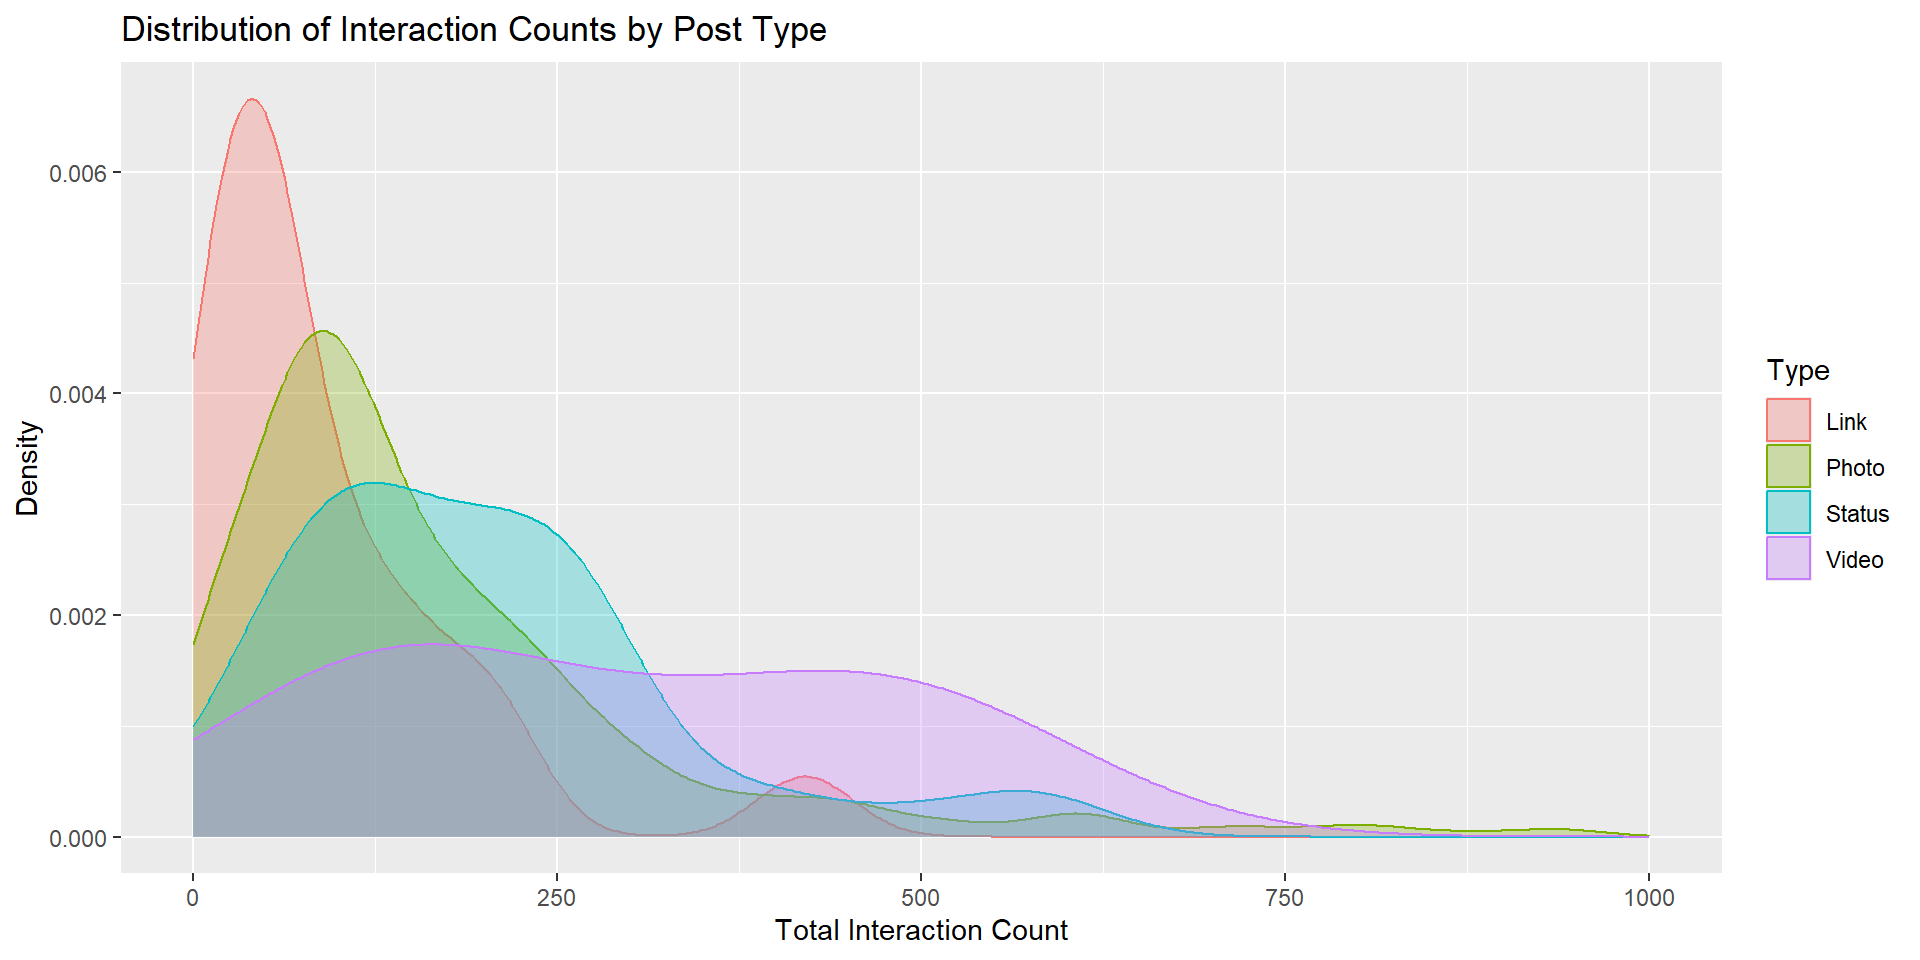 Distribution of Interaction Counts by Post Type
0.006
0.004
0.002
0.000
Density
0
250
500
750
1000
Total Interaction Count
Type
Link
Photo
Status
Video